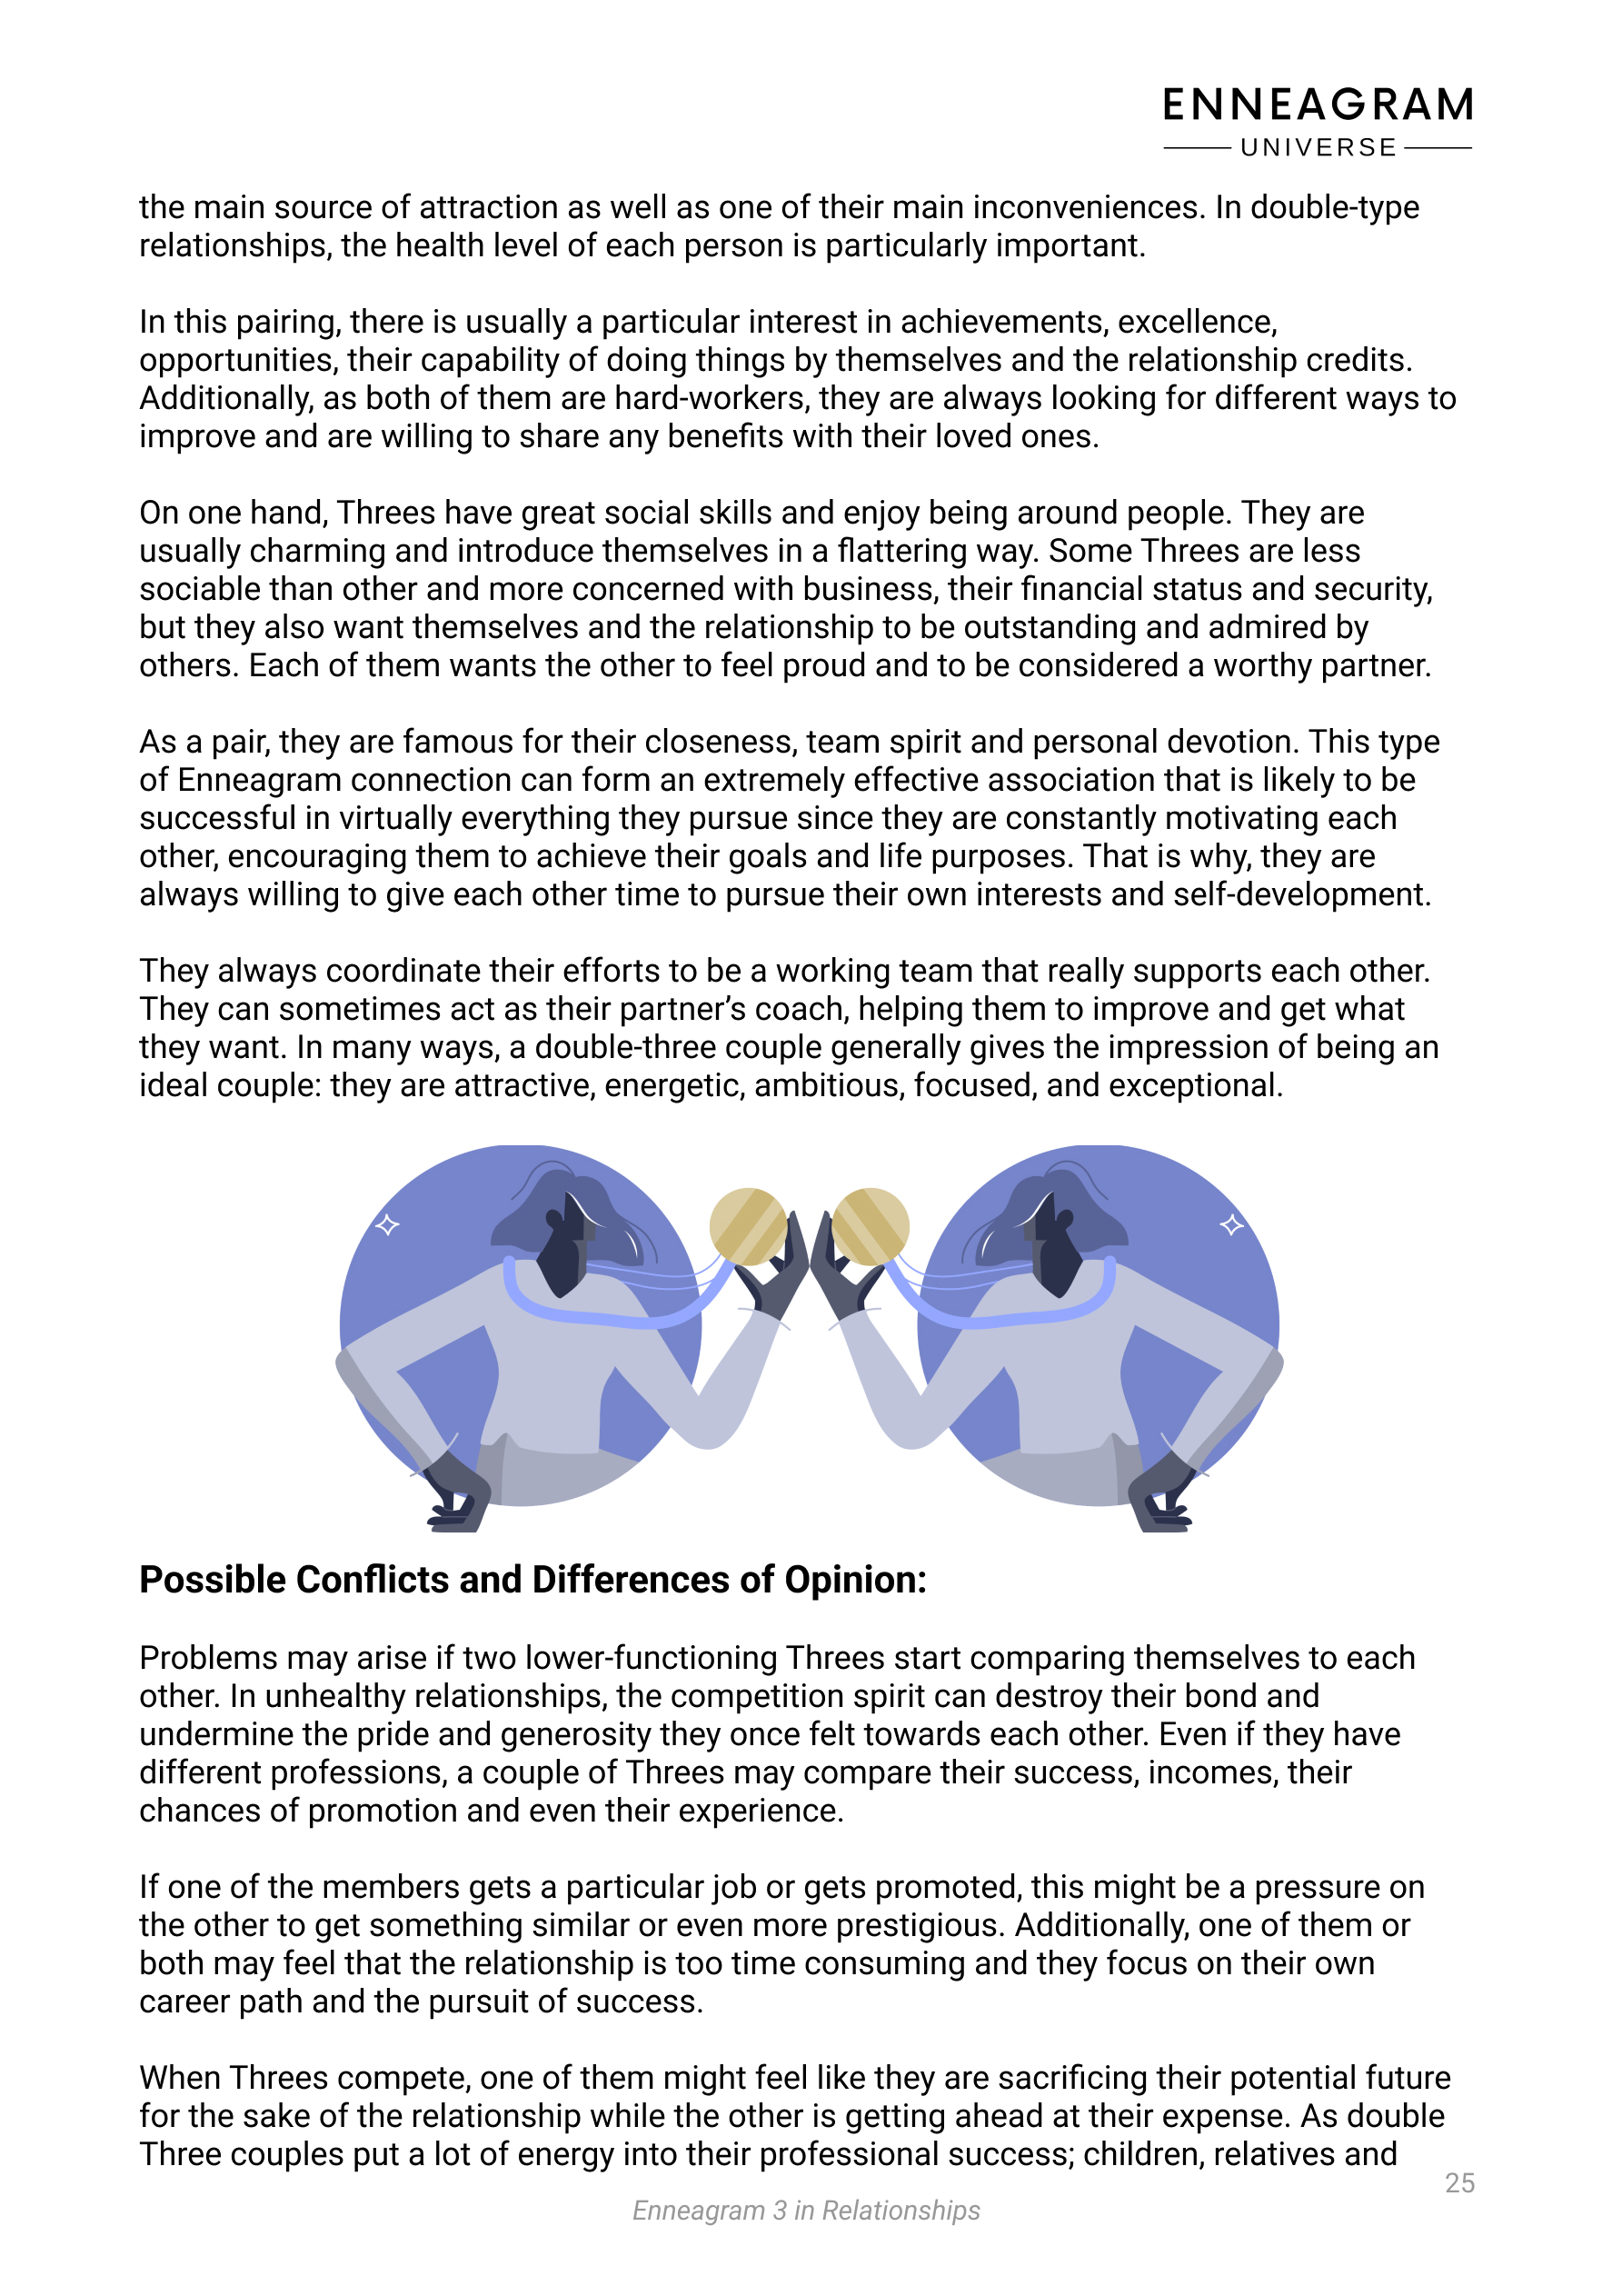 ENNEAGRAM
UNIVERSE
the main source of attraction as well as one of their main inconveniences. In double-type
relationships, the health level of each person is particularly important.
In this pairing, there is usually a particular interest in achievements, excellence,
opportunities, their capability of doing things by themselves and the relationship credits.
Additionally, as both of them are hard-workers, they are always looking for different ways to
improve and are willing to share any benefits with their loved ones.
On one hand, Threes have great social skills and enjoy being around people. They are
usually charming and introduce themselves in a flattering way. Some Threes are less
sociable than other and more concerned with business, their financial status and security,
but they also want themselves and the relationship to be outstanding and admired by
others. Each of them wants the other to feel proud and to be considered a worthy partner.
As a pair, they are famous for their closeness, team spirit and personal devotion. This type
of Enneagram connection can form an extremely effective association that is likely to be
successful in virtually everything they pursue since they are constantly motivating each
other, encouraging them to achieve their goals and life purposes. That is why, they are
always willing to give each other time to pursue their own interests and self-development.
They always coordinate their efforts to be a working team that really supports each other.
They can sometimes act as their partner’s coach, helping them to improve and get what
they want. In many ways, a double-three couple generally gives the impression of being an
ideal couple: they are attractive, energetic, ambitious, focused, and exceptional.
Possible Conflicts and Differences of Opinion:
Problems may arise if two lower-functioning Threes start comparing themselves to each
other. In unhealthy relationships, the competition spirit can destroy their bond and
undermine the pride and generosity they once felt towards each other. Even if they have
different professions, a couple of Threes may compare their success, incomes, their
chances of promotion and even their experience.
If one of the members gets a particular job or gets promoted, this might be a pressure on
the other to get something similar or even more prestigious. Additionally, one of them or
both may feel that the relationship is too time consuming and they focus on their own
career path and the pursuit of success.
When Threes compete, one of them might feel like they are sacrificing their potential future
for the sake of the relationship while the other is getting ahead at their expense. As double
Three couples put a lot of energy into their professional success; children, relatives and
25
Enneagram 3 in Relationships